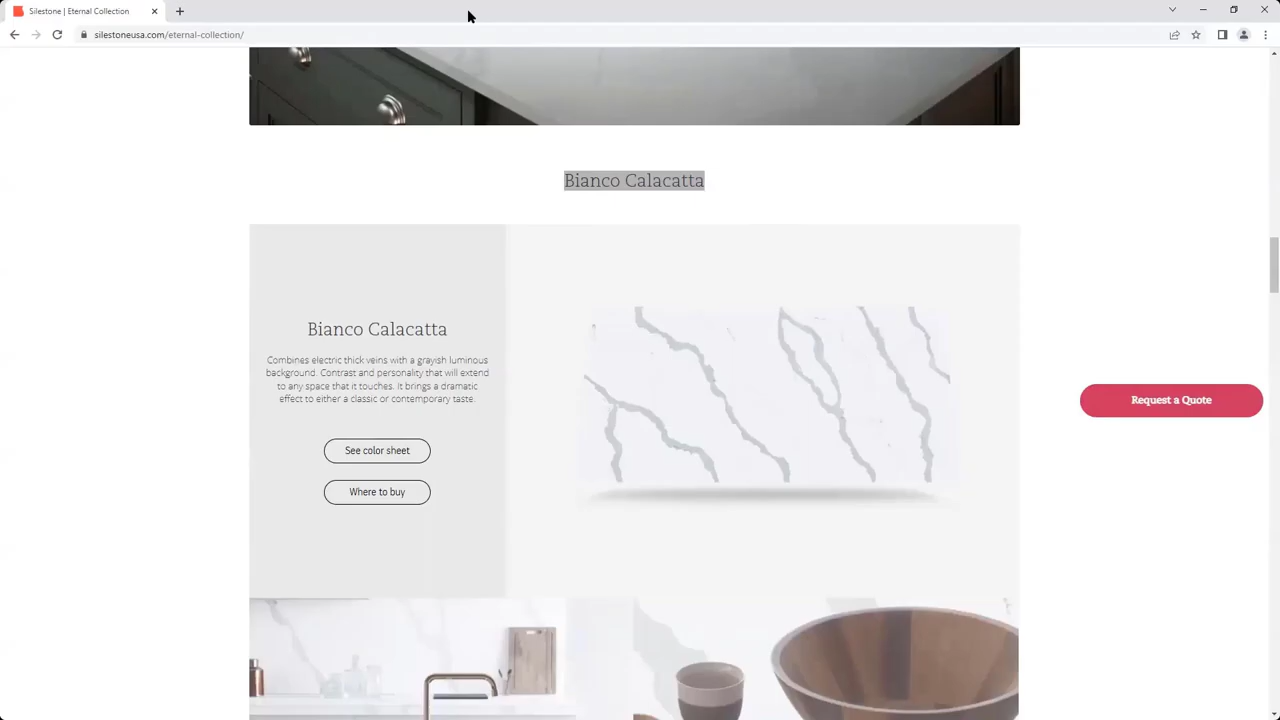 Silestone | Eternal Collection
silestoneusa.com/eternal-collection/
Bianco Calacatta
Bianco Calacatta
Combines electric thick veins with a grayish luminous
background. Contrast and personality that will extend
to any space that it touches. It brings a dramatic
effect to either a classic or contemporary taste.
See color sheet
Where to buy
Request a Quote